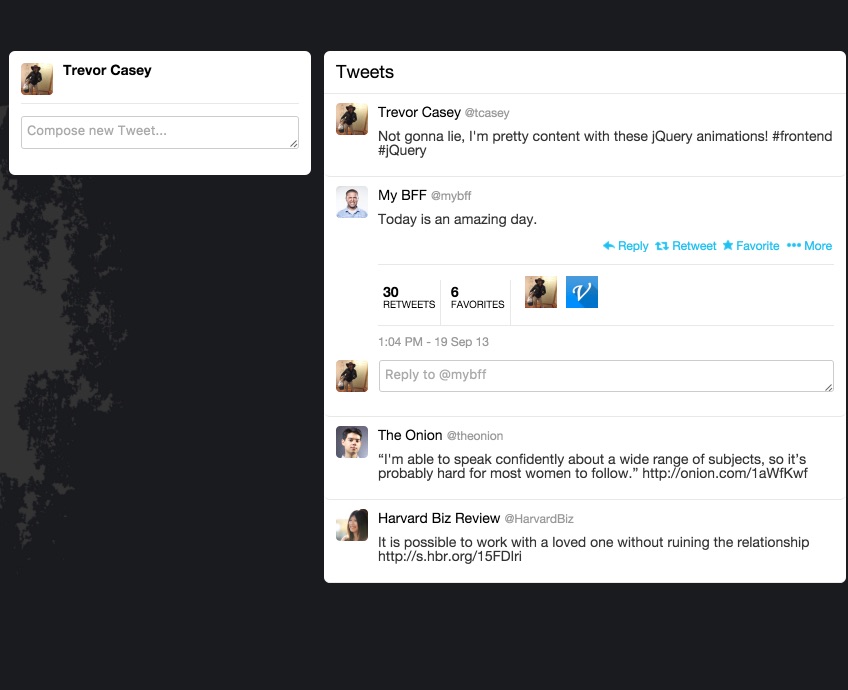 Trevor Casey
Compose new Tweet...
Tweets
Trevor Casey @tcasey
Not gonna lie, I'm pretty content with these jQuery animations! #frontend
#jQuery
My BFF @mybff
Today is an amazing day.
Reply Retweet Favorite More
30 6
RETWEETS FAVORITES
1:04 PM - 19 Sep 13
Reply to @mybff
The Onion @theonion
“I'm able to speak confidently about a wide range of subjects, so it’s
probably hard for most women to follow.” http://onion.com/1aWfKwf
Harvard Biz Review @HarvardBiz
It is possible to work with a loved one without ruining the relationship
http://s.hbr.org/15FDlri